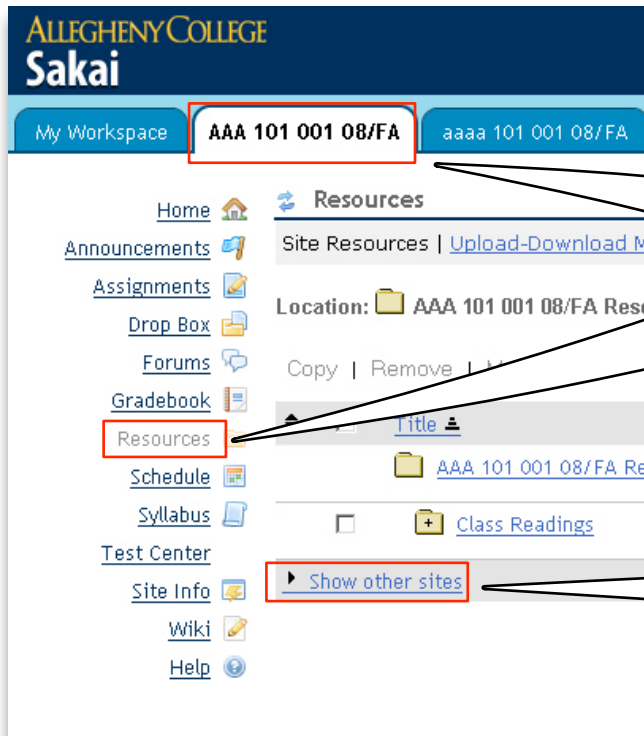 ALLEGHENY COLLEGE
Sakai
My Workspace AAA 101 001 08/FA aaaa 101 001 08/FA
Home
Announcements
Assignments
Drop Box
Forums
Gradebook
Resources
Schedule
Syllabus
Test Center
Site Info
Wiki
Help
Resources
Site Resources | Upload-Download
Location: AAA 101 001 08/FA
Copy | Remove |
Title
AAA 101 001 08/FA
Class Readings
Show other sites